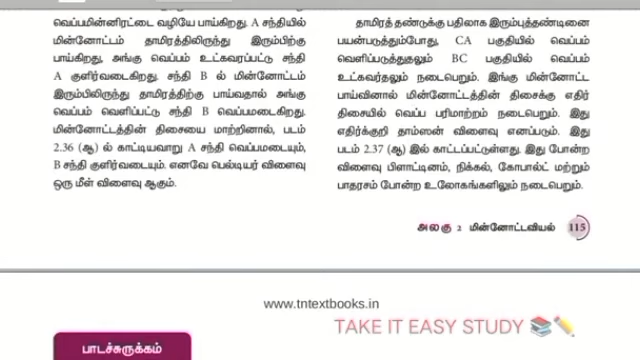 வெப்பமின்னிரட்டை வழியே பாய்கிறது. A சந்தியில்
மின்னோட்டம் தாமிரத்திலிருந்து இரும்பிற்கு
பாய்கிறது, அங்கு வெப்பம் உட்கவரப்பட்டு சந்தி
A குளிர்வடைகிறது. சந்தி B ல் மின்னோட்டம்
இரும்பிலிருந்து தாமிரத்திற்கு பாய்வதால் அங்கு
வெப்பம் வெளிப்பட்டு சந்தி B வெப்பமடைகிறது.
மின்னோட்டத்தின் திசையை மாற்றினால், படம்
2.36 (ஆ) ல் காட்டியவாறு A சந்தி வெப்பமடையும்,
B சந்தி குளிர்வடையும். எனவே பெல்டியர் விளைவு
ஒரு மீள் விளைவு ஆகும்.
தாமிரத் தண்டுக்கு பதிலாக இரும்புத்தண்டினை
பயன்படுத்தும்போது, CA பகுதியில் வெப்பம்
வெளிப்படுத்துதலும் BC பகுதியில் வெப்பம்
உட்கவர்தலும் நடைபெறும். இங்கு மின்னோட்ட
பாய்வினால் மின்னோட்டத்தின் திசைக்கு எதிர்
திசையில் வெப்ப பரிமாற்றம் நடைபெறும். இது
எதிர்க்குறி தாம்ஸன் விளைவு எனப்படும். இது
படம் 2.37 (ஆ) இல் காட்டப்பட்டுள்ளது. இது போன்ற
விளைவு பிளாட்டினம், நிக்கல், கோபால்ட் மற்றும்
பாதரசம் போன்ற உலோகங்களிலும் நடைபெறும்.
அலகு 2 மின்னோட்டவியல் 115
www.tntextbooks.in
TAKE IT EASY STUDY 📚✏️
பாடச்சுருக்கம்